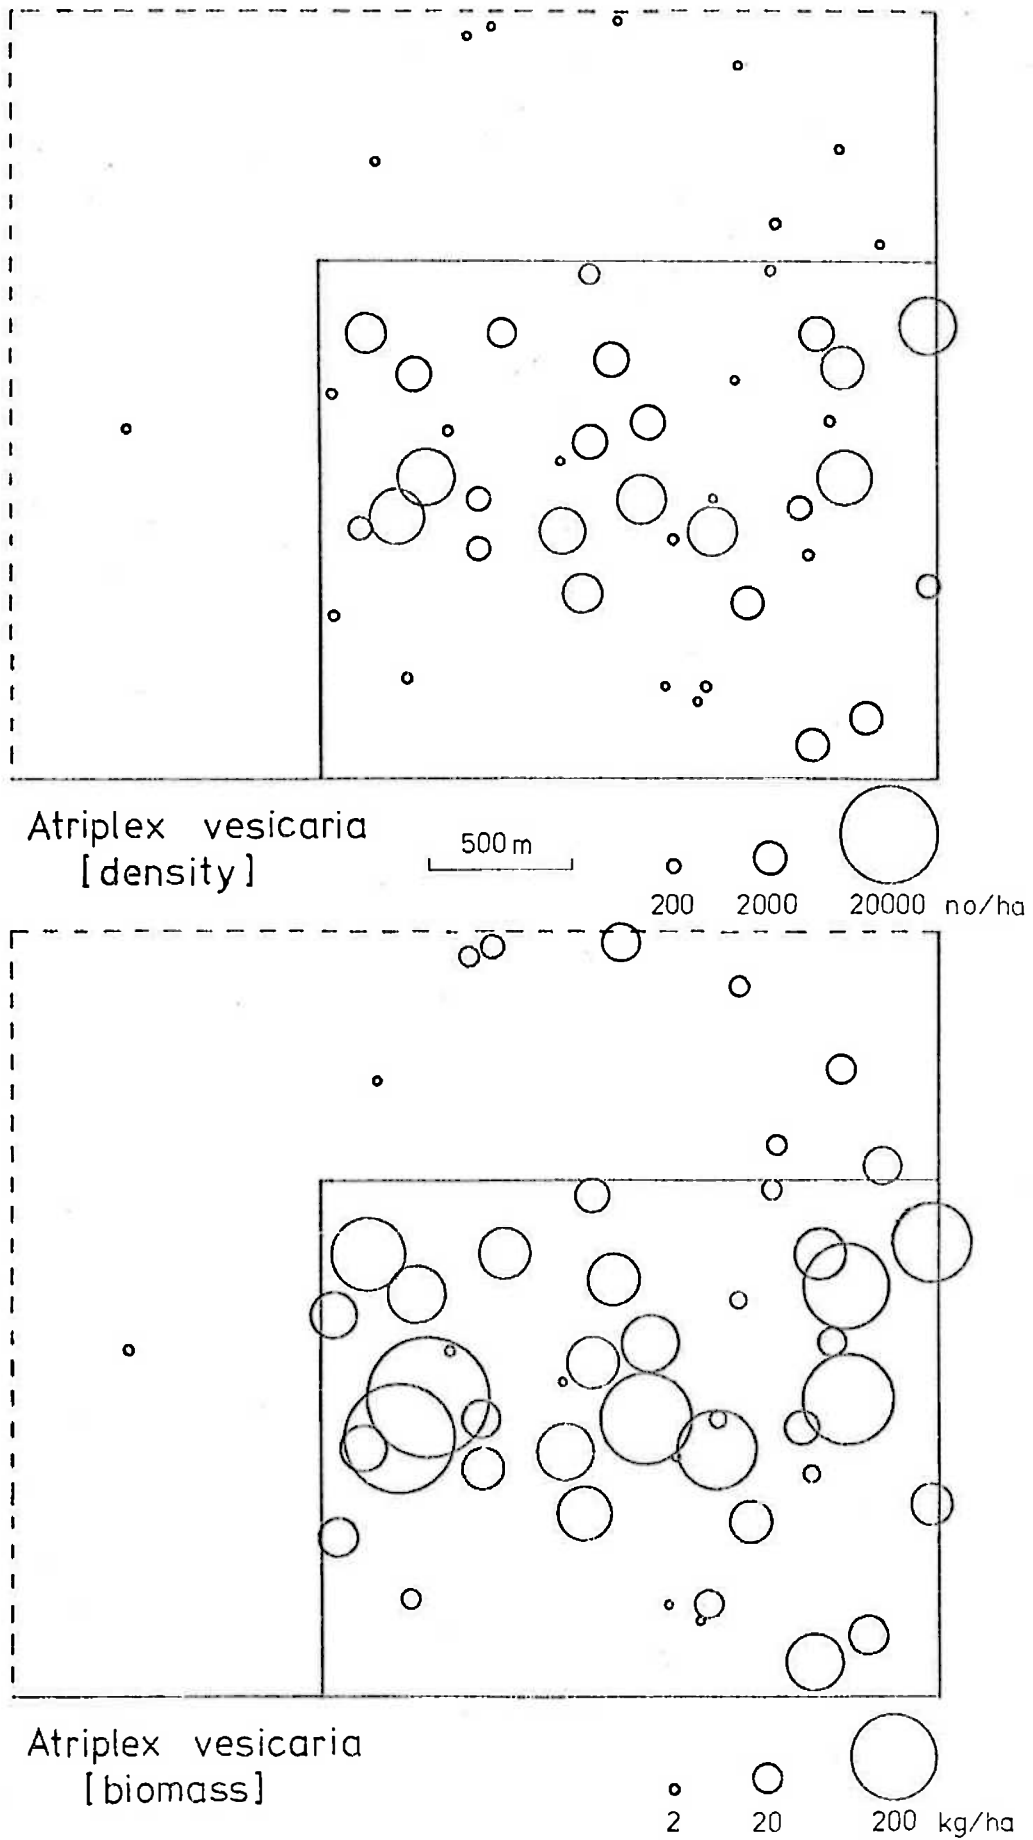 Atriplex vesicaria
[density]
500 m
200 2000 20000 no/ha
Atriplex vesicaria
[biomass]
2 20 200 kg/ha